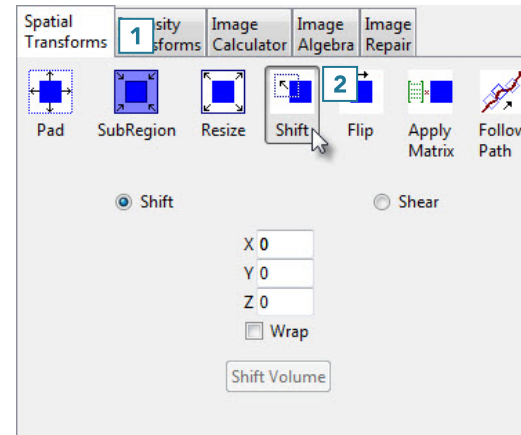 Spatial
Transforms
1
sity
sforms
Image
Calculator
Image
Algebra
Image
Repair
2
Pad
SubRegion
Resize
Shift
Flip
Apply
Matrix
Follow
Path
Shift
Shear
X 0
Y 0
Z 0
Wrap
Shift Volume